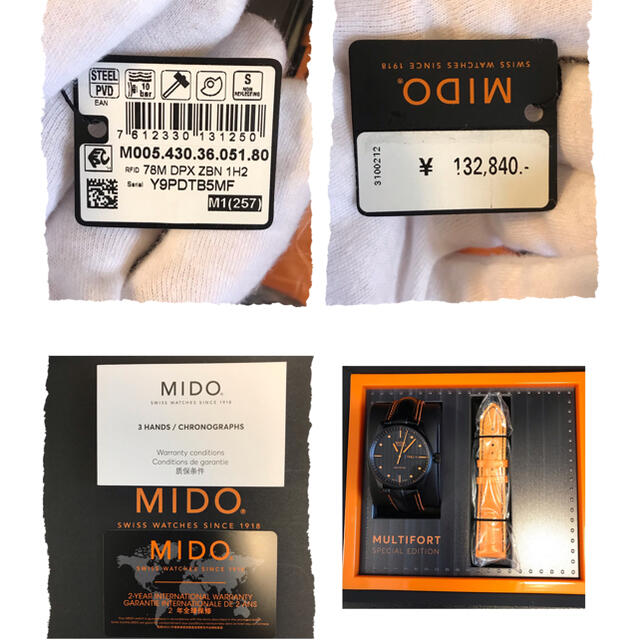 STEEL
PVD
EAN
10
bar
S
NON
REFLECTING
7 612330 131250
M005.430.36.051.80
RFID 78M DPX ZBN 1H2
Serial Y9PDTB5MF
M1(257)
SWISS WATCHES SINCE 1918
MIDO
3100212
¥ 132,840.-
MIDO
SWISS WATCHES SINCE 1918
3 HANDS / CHRONOGRAPHS
Warranty conditions
Conditions de garantie
质保条件
MIDO
SWISS WATCHES SINCE 1918
MIDO
SWISS WATCHES SINCE 1918
2-YEAR INTERNATIONAL WARRANTY
GARANTIE INTERNATIONALE DE 2 ANS
2 年全球保修
MULTIFORT
SPECIAL EDITION